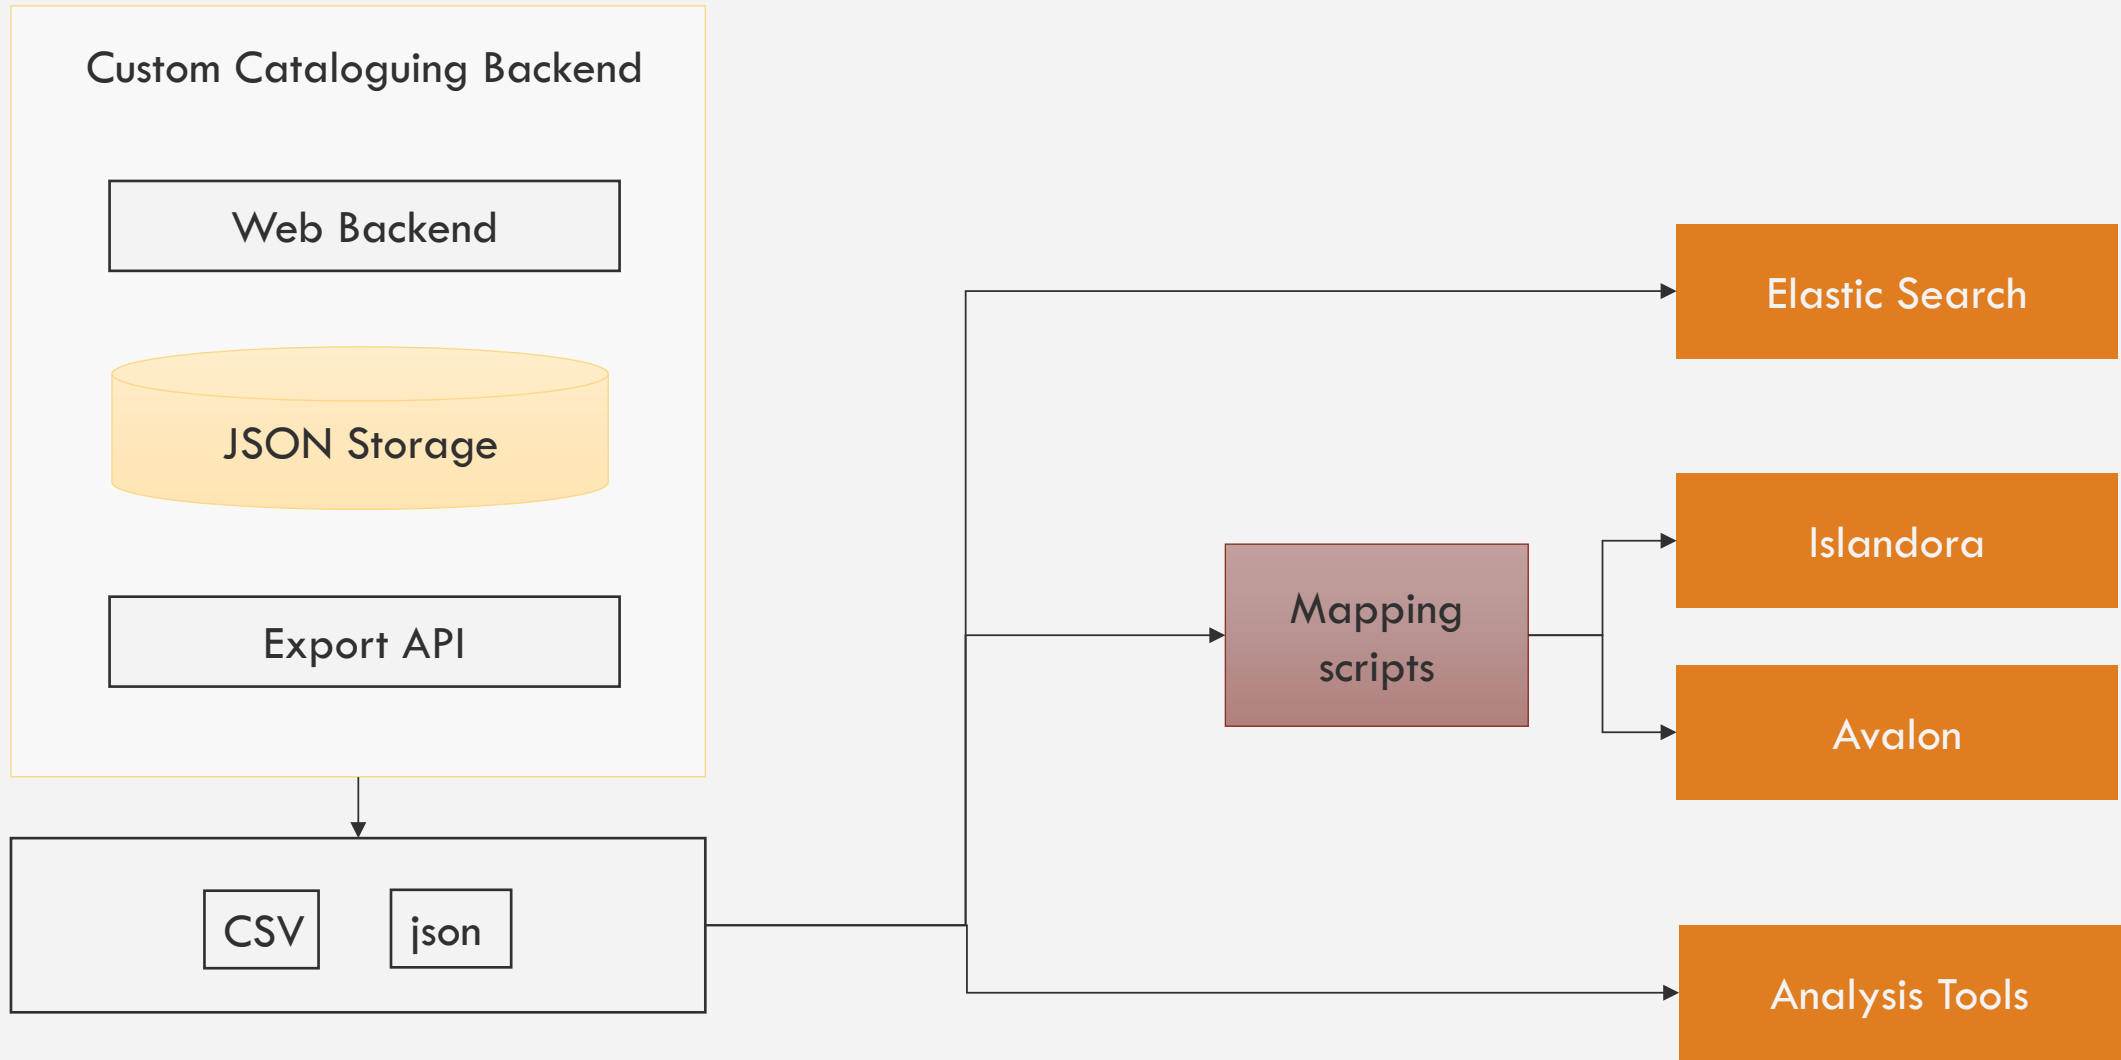 Custom Cataloguing Backend
Web Backend
JSON Storage
Export API
CSV
json
Mapping
scripts
Elastic Search
Islandora
Avalon
Analysis Tools